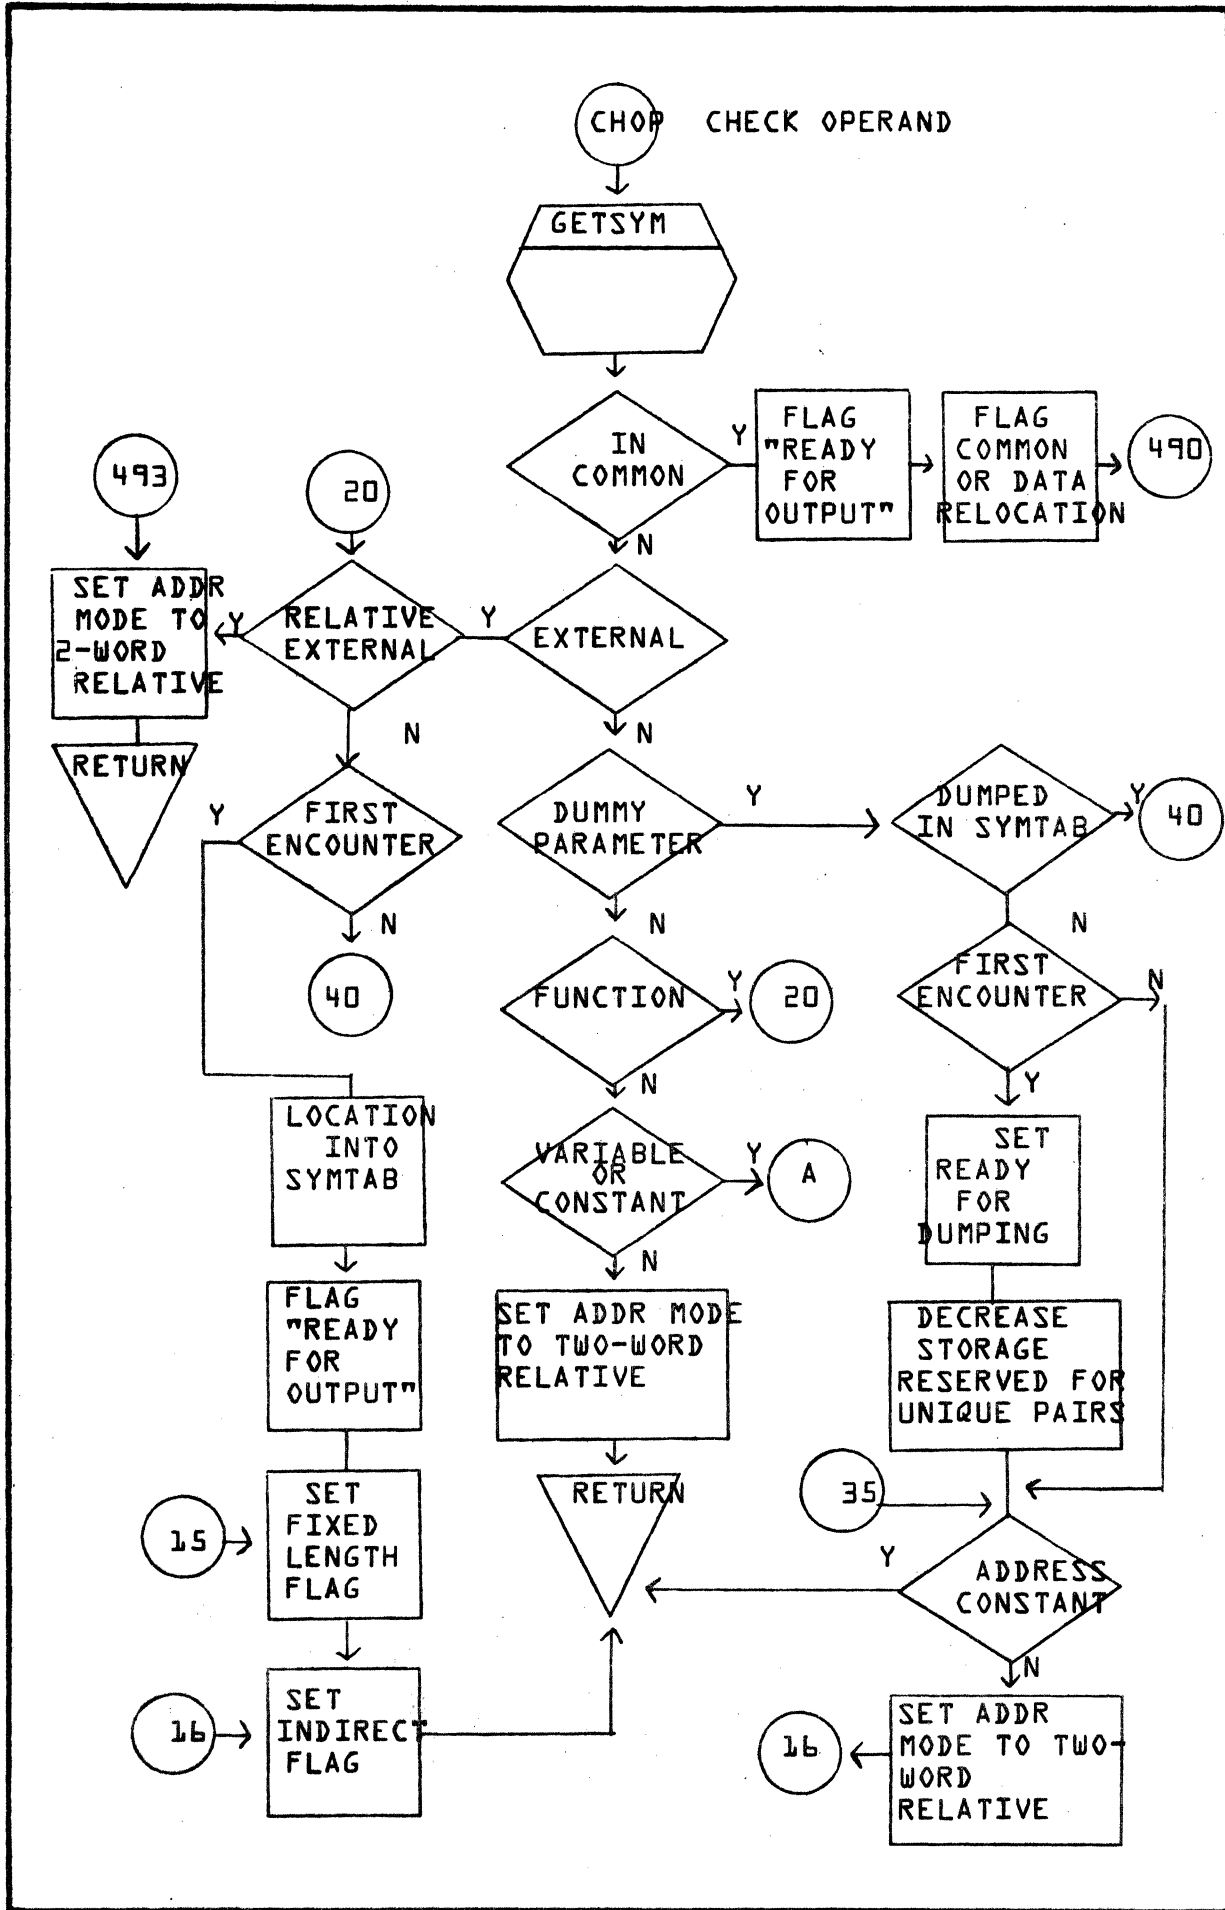 CHOP CHECK OPERAND
GETSYM
IN
COMMON
Y
FLAG
"READY
FOR
OUTPUT"
FLAG
COMMON
OR DATA
RELOCATION
490
N
493
20
SET ADDR
MODE TO
2-WORD
RELATIVE
Y
RELATIVE
EXTERNAL
Y
EXTERNAL
N
N
RETURN
Y
FIRST
ENCOUNTER
N
40
DUMMY
PARAMETER
Y
DUMPED
IN SYMTAB
Y
40
N
N
FUNCTION
Y
20
FIRST
ENCOUNTER
N
N
Y
LOCATION
INTO
SYMTAB
VARIABLE
OR
CONSTANT
Y
A
SET
READY
FOR
DUMPING
N
FLAG
"READY
FOR
OUTPUT"
SET ADDR MODE
TO TWO-WORD
RELATIVE
DECREASE
STORAGE
RESERVED FOR
UNIQUE PAIRS
15
SET
FIXED
LENGTH
FLAG
RETURN
35
Y
ADDRESS
CONSTANT
N
16
SET
INDIRECT
FLAG
16
SET ADDR
MODE TO TWO-
WORD
RELATIVE